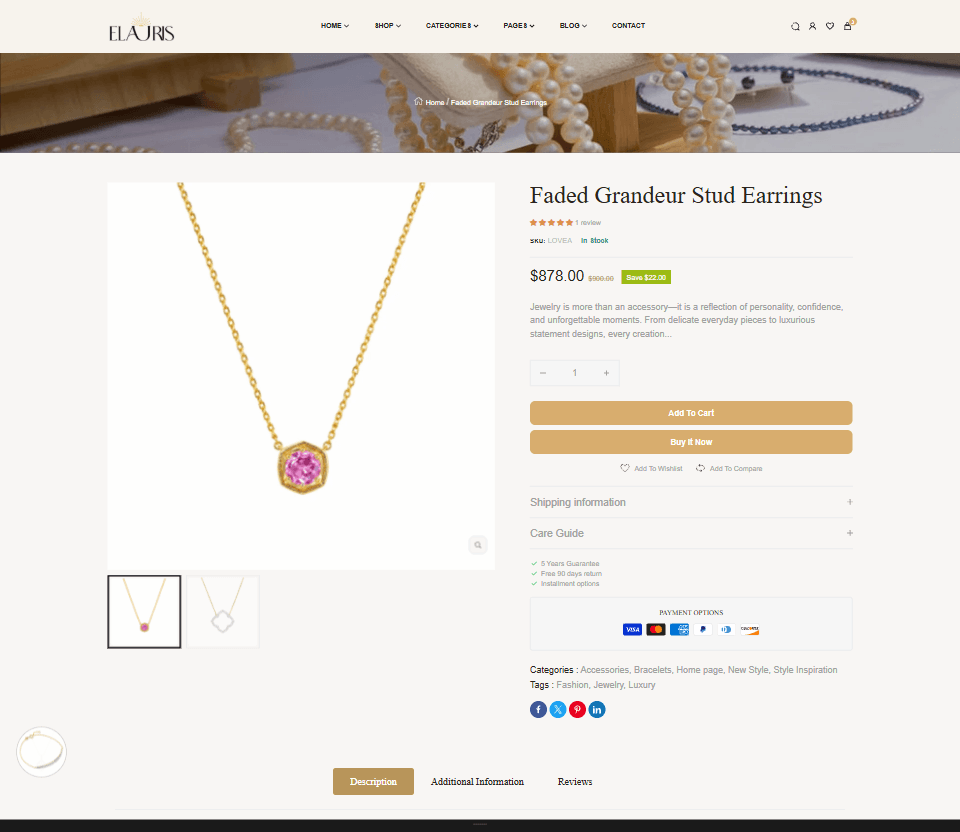 ELAURIS
HOME SHOP CATEGORIES PAGES BLOG CONTACT
3
Home / Faded Grandeur Stud Earrings
Faded Grandeur Stud Earrings
1 review
SKU: LOVEA In Stock
$878.00 $900.00 Save $22.00
Jewelry is more than an accessory—it is a reflection of personality, confidence,
and unforgettable moments. From delicate everyday pieces to luxurious
statement designs, every creation...
− 1 +
Add To Cart
Buy It Now
Add To Wishlist Add To Compare
Shipping information +
Care Guide +
5 Years Guarantee
Free 90 days return
Installment options
PAYMENT OPTIONS
VISA
Categories : Accessories, Bracelets, Home page, New Style, Style Inspiration
Tags : Fashion, Jewelry, Luxury
Description Additional Information Reviews